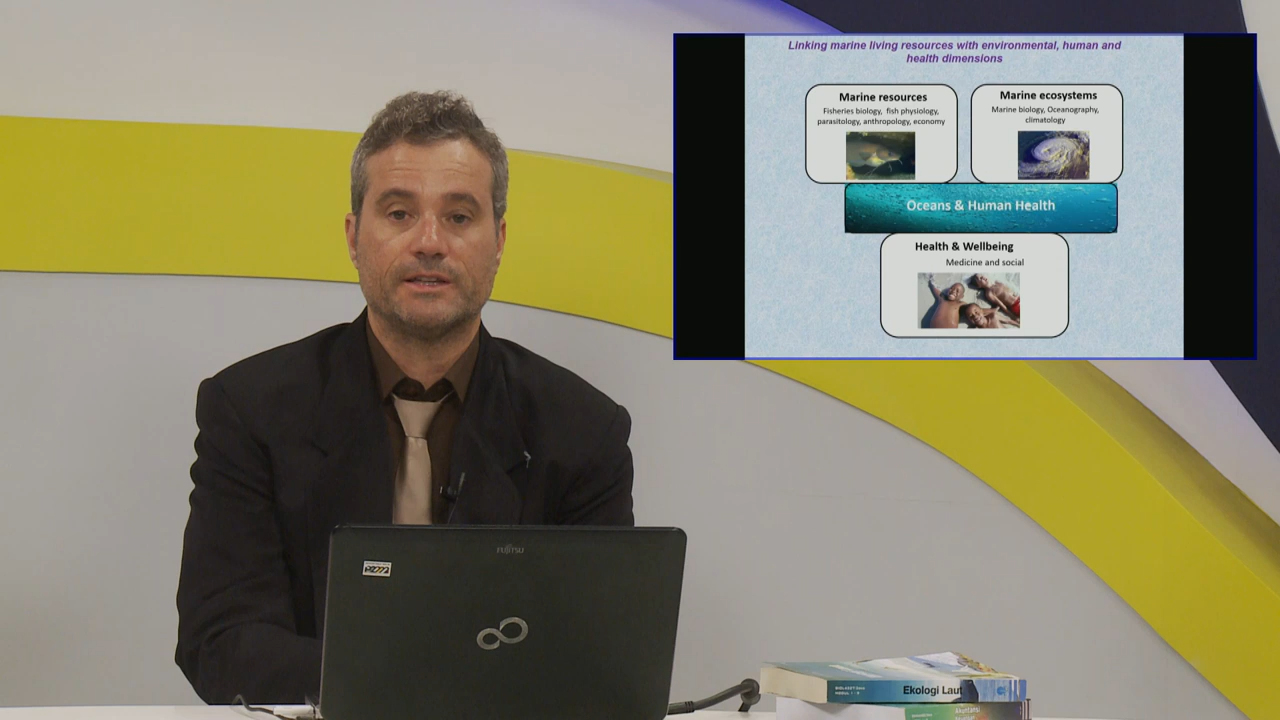 Linking marine living resources with environmental, human and
health dimensions
Marine resources
Fisheries biology, fish physiology,
parasitology, anthropology, economy
Marine ecosystems
Marine biology, Oceanography,
climatology
Oceans & Human Health
Health & Wellbeing
Medicine and social
FUJITSU
Ekologi Laut
Akuntansi